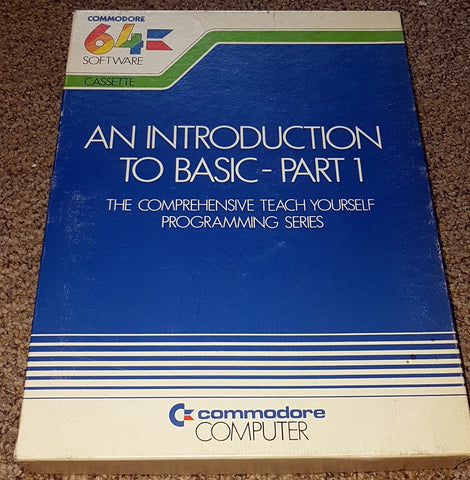 COMMODORE
64
SOFTWARE
CASSETTE
AN INTRODUCTION
TO BASIC - PART 1
THE COMPREHENSIVE TEACH YOURSELF
PROGRAMMING SERIES
commodore
COMPUTER